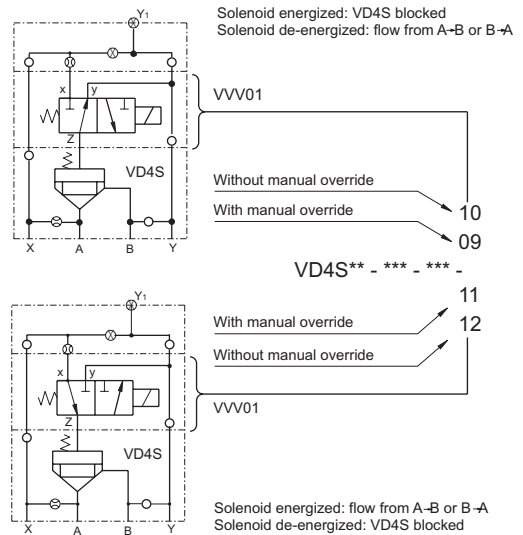 Solenoid energized: VD4S blocked
Solenoid de-energized: flow from A→B or B→A
Y1
x y
VVV01
Z
VD4S
Without manual override
10
With manual override
09
X A B Y
VD4S** - *** - *** -
11
Y1
With manual override
12
Without manual override
x y
VVV01
Z
VD4S
X A B Y
Solenoid energized: flow from A→B or B→A
Solenoid de-energized: VD4S blocked